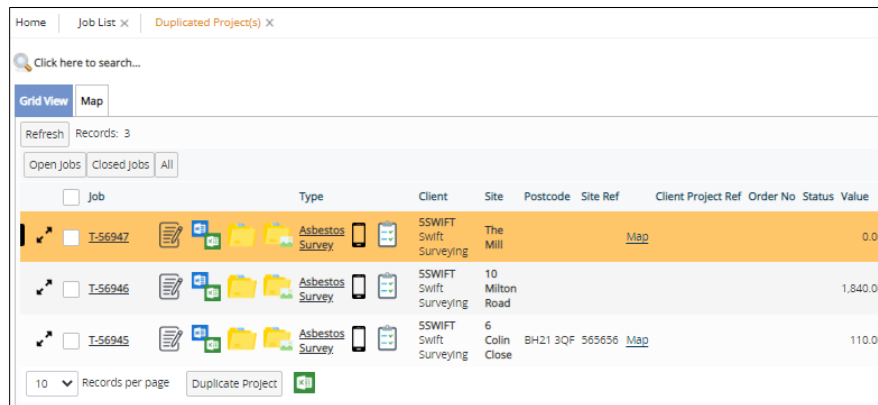 Home Job List × Duplicated Project(s) ×
Click here to search...
Grid View Map
Refresh Records: 3
Open Jobs Closed Jobs All
Job Type Client Site Postcode Site Ref Client Project Ref Order No Status Value
T-56947 Asbestos Survey 5SWIFT Swift Surveying The Mill Map 0.0
T-56946 Asbestos Survey 5SWIFT Swift Surveying 10 Milton Road 1,840.0
T-56945 Asbestos Survey 5SWIFT Swift Surveying 6 Colin Close BH21 3QF 565656 Map 110.0
10 Records per page Duplicate Project